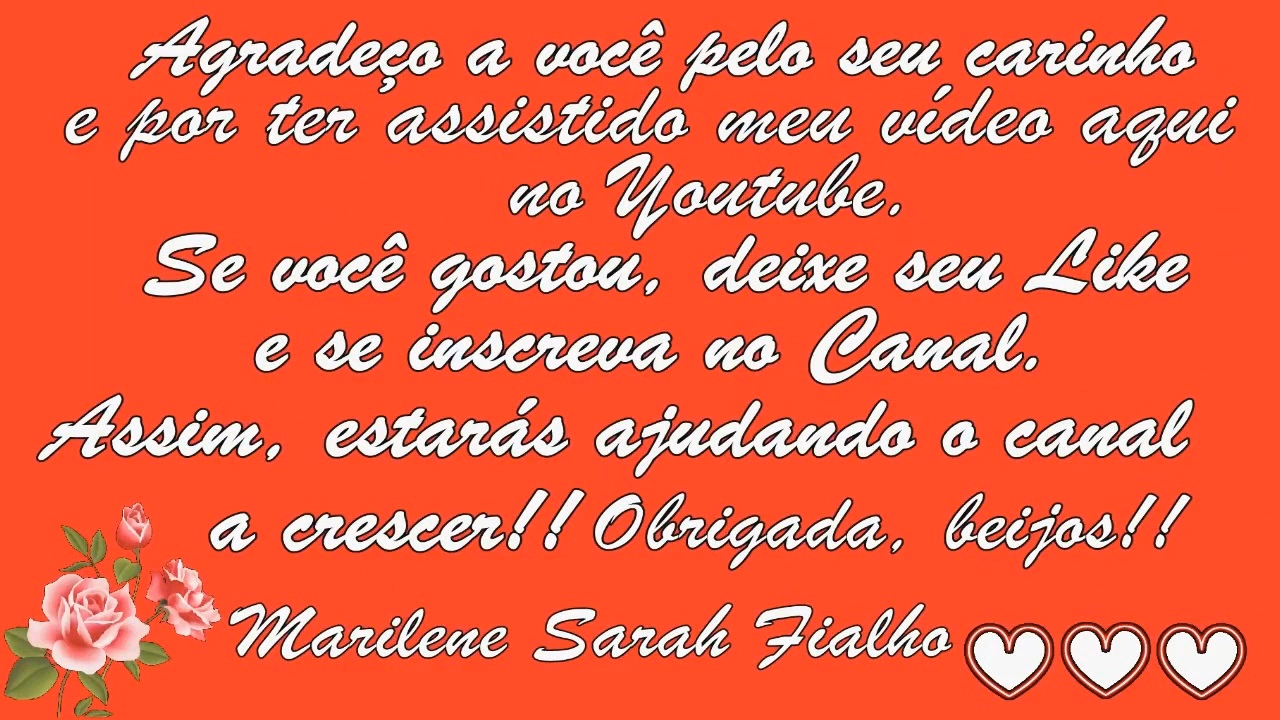 Agradeço a você pelo seu carinho
e por ter assistido meu vídeo aqui
no Youtube.
Se você gostou, deixe seu Like
e se inscreva no Canal.
Assim, estarás ajudando o canal
a crescer!! Obrigada, beijos!!
Marilene Sarah Fialho